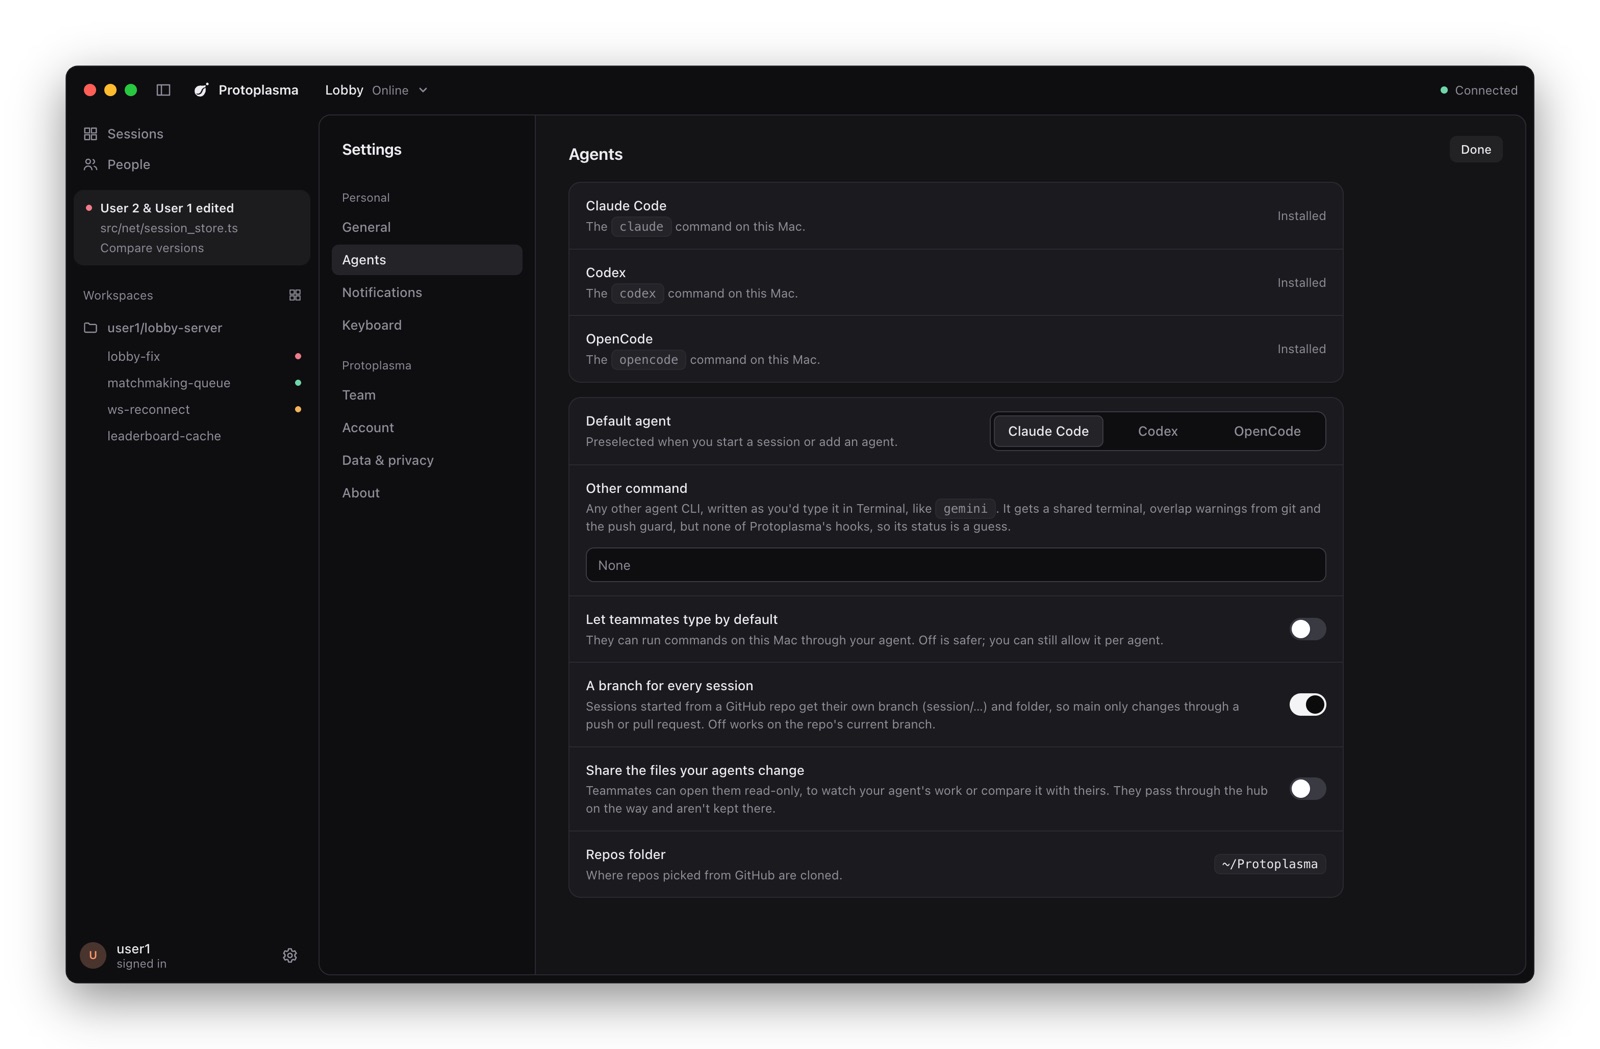 Protoplasma
Lobby Online
Connected
Sessions
People
User 2 & User 1 edited
src/net/session_store.ts
Compare versions
Workspaces
user1/lobby-server
lobby-fix
matchmaking-queue
ws-reconnect
leaderboard-cache
U
user1
signed in
Settings
Personal
General
Agents
Notifications
Keyboard
Protoplasma
Team
Account
Data & privacy
About
Agents
Done
Claude Code
The claude command on this Mac.
Installed
Codex
The codex command on this Mac.
Installed
OpenCode
The opencode command on this Mac.
Installed
Default agent
Preselected when you start a session or add an agent.
Claude Code Codex OpenCode
Other command
Any other agent CLI, written as you'd type it in Terminal, like gemini. It gets a shared terminal, overlap warnings from git and
the push guard, but none of Protoplasma's hooks, so its status is a guess.
None
Let teammates type by default
They can run commands on this Mac through your agent. Off is safer; you can still allow it per agent.
A branch for every session
Sessions started from a GitHub repo get their own branch (session/...) and folder, so main only changes through a
push or pull request. Off works on the repo's current branch.
Share the files your agents change
Teammates can open them read-only, to watch your agent's work or compare it with theirs. They pass through the hub
on the way and aren't kept there.
Repos folder
Where repos picked from GitHub are cloned.
~/Protoplasma